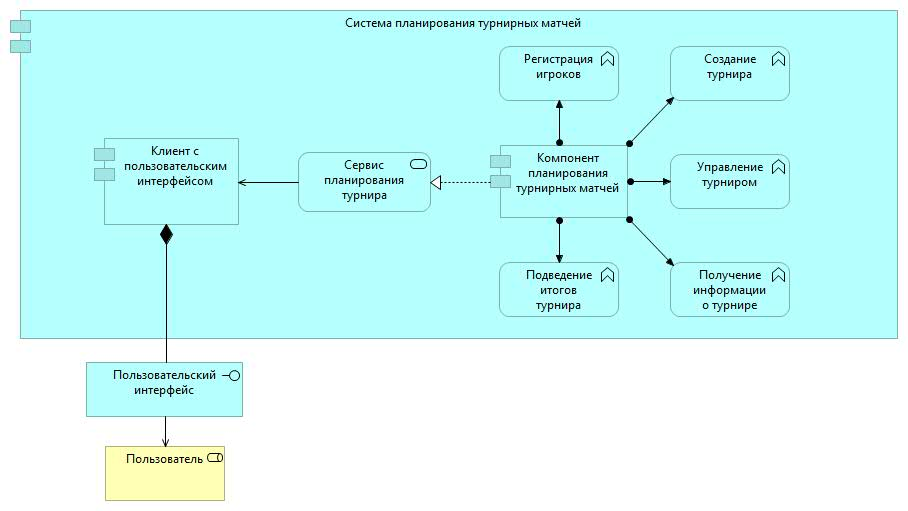 Система планирования турнирных матчей
Регистрация
игроков
Создание
турнира
Клиент с
пользовательским
интерфейсом
Сервис
планирования
турнира
Компонент
планирования
турнирных матчей
Управление
турниром
Подведение
итогов
турнира
Получение
информации
о турнире
Пользовательский
интерфейс
Пользователь